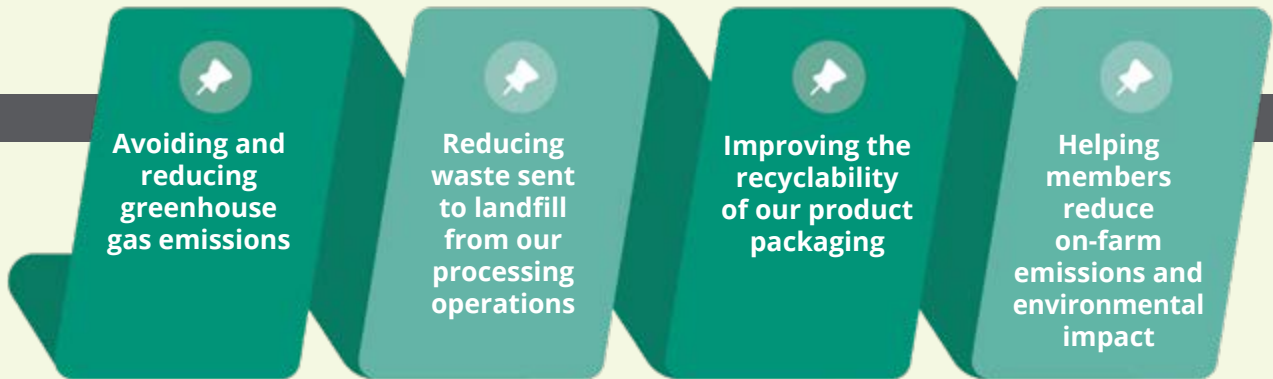 Avoiding and
reducing
greenhouse
gas emissions
Reducing
waste sent
to landfill
from our
processing
operations
Improving the
recyclability
of our product
packaging
Helping
members
reduce
on-farm
emissions and
environmental
impact